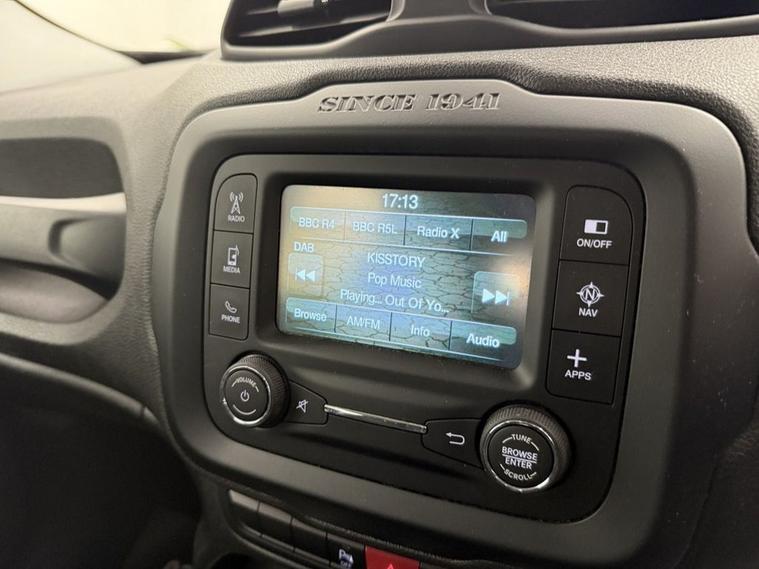 SINCE 1941
RADIO
MEDIA
PHONE
17:13
BBC R4 BBC R5L Radio X All
DAB
KISSTORY
Pop Music
Playing... Out Of Yo...
Browse AM/FM Info Audio
ON/OFF
N
NAV
APPS
VOLUME
TUNE
BROWSE
ENTER
SCROLL
OFF